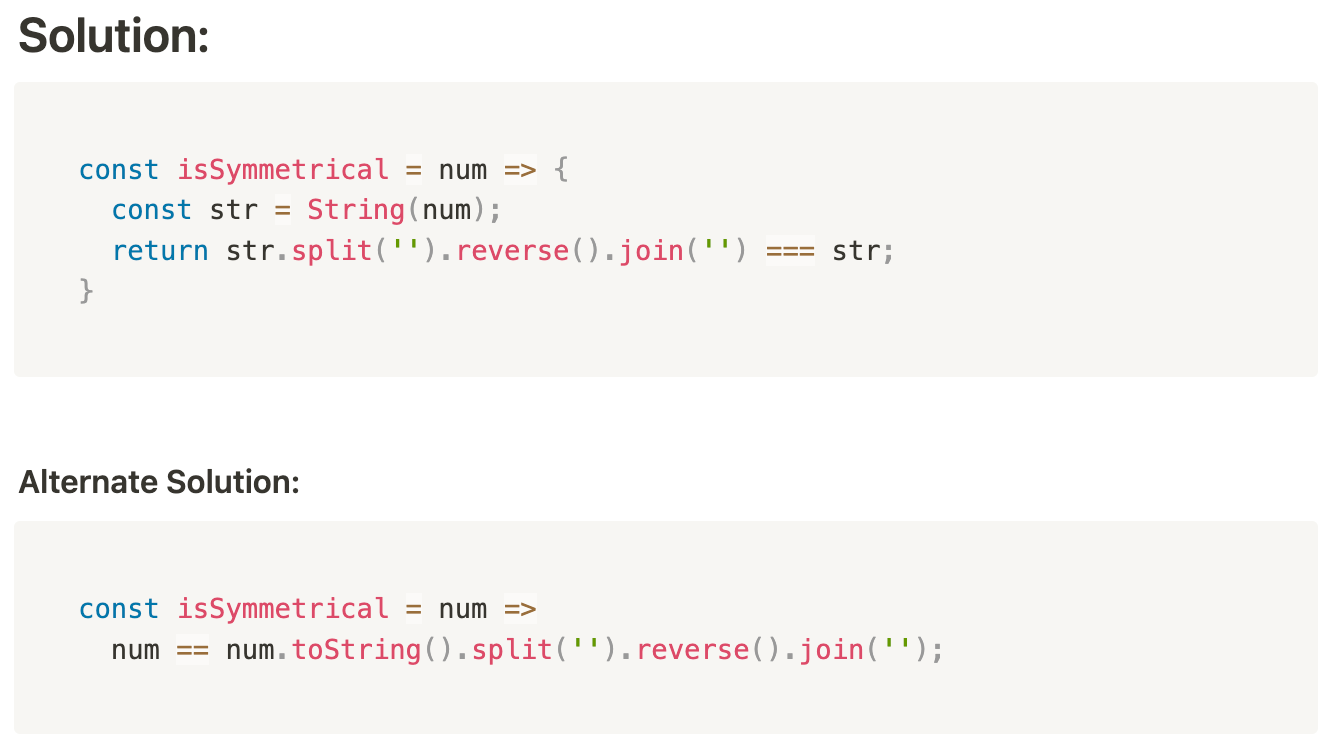 Solution:
const isSymmetrical = num => {
  const str = String(num);
  return str.split('').reverse().join('') === str;
}
Alternate Solution:
const isSymmetrical = num =>
  num == num.toString().split('').reverse().join('');